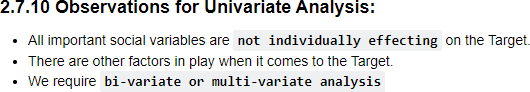 2.7.10 Observations for Univariate Analysis:
• All important social variables are not individually effecting on the Target.
• There are other factors in play when it comes to the Target.
• We require bi-variate or multi-variate analysis